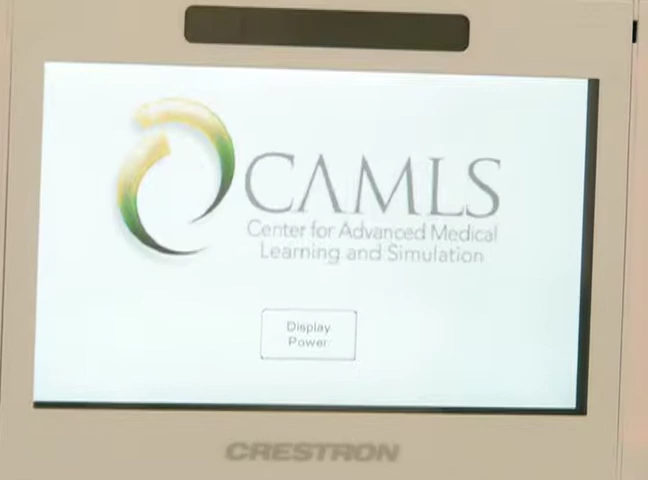 CAMLS
Center for Advanced Medical
Learning and Simulation
Display
Power
CRESTRON